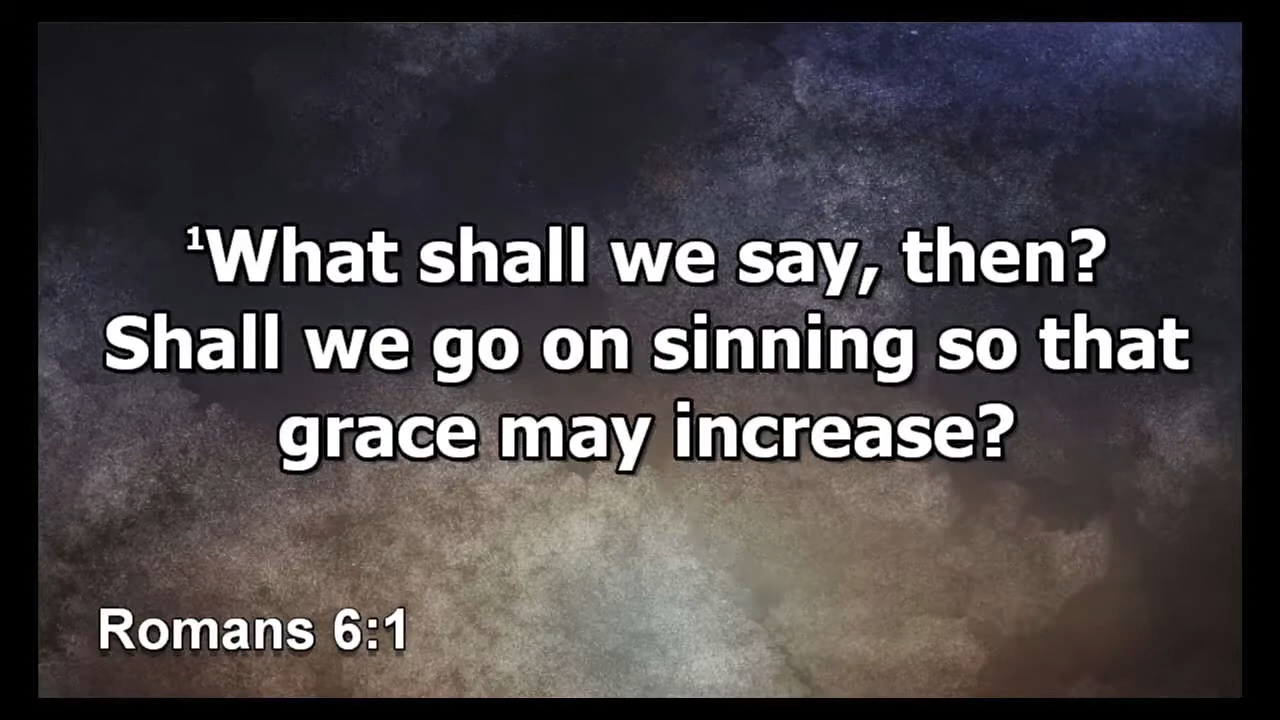 ¹What shall we say, then?
Shall we go on sinning so that
grace may increase?
Romans 6:1